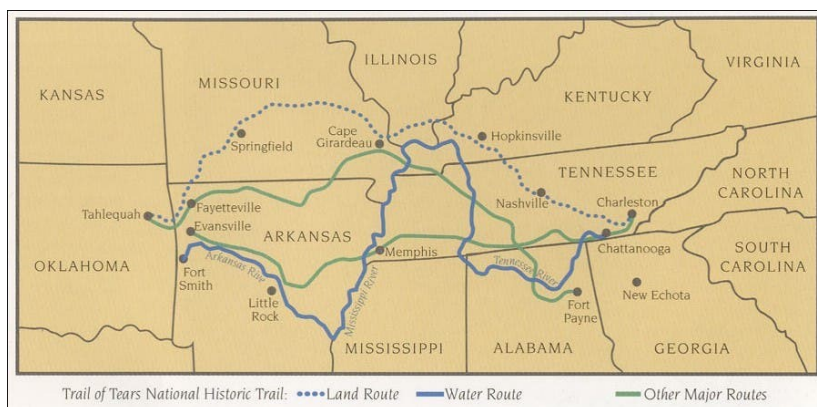 ILLINOIS
VIRGINIA
MISSOURI
KANSAS
KENTUCKY
Cape
Girardeau
Hopkinsville
Springfield
TENNESSEE
NORTH
CAROLINA
Nashville
Charleston
Tahlequah
Fayetteville
Evansville
ARKANSAS
Chattanooga
Memphis
SOUTH
CAROLINA
OKLAHOMA
Fort
Smith
Arkansas River
Tennessee River
Mississippi River
Little
Rock
Fort
Payne
New Echota
MISSISSIPPI
ALABAMA
GEORGIA
Trail of Tears National Historic Trail: Land Route Water Route Other Major Routes